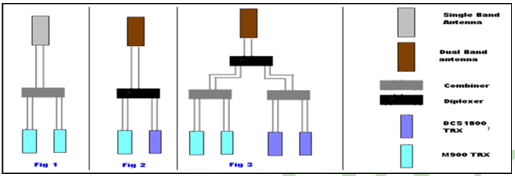 Single Band
Antenna
Dual Band
antenna
Combiner
Diplexer
DCS1800
TRX )
M900 TRX
Fig 1
Fig 2
Fig 3